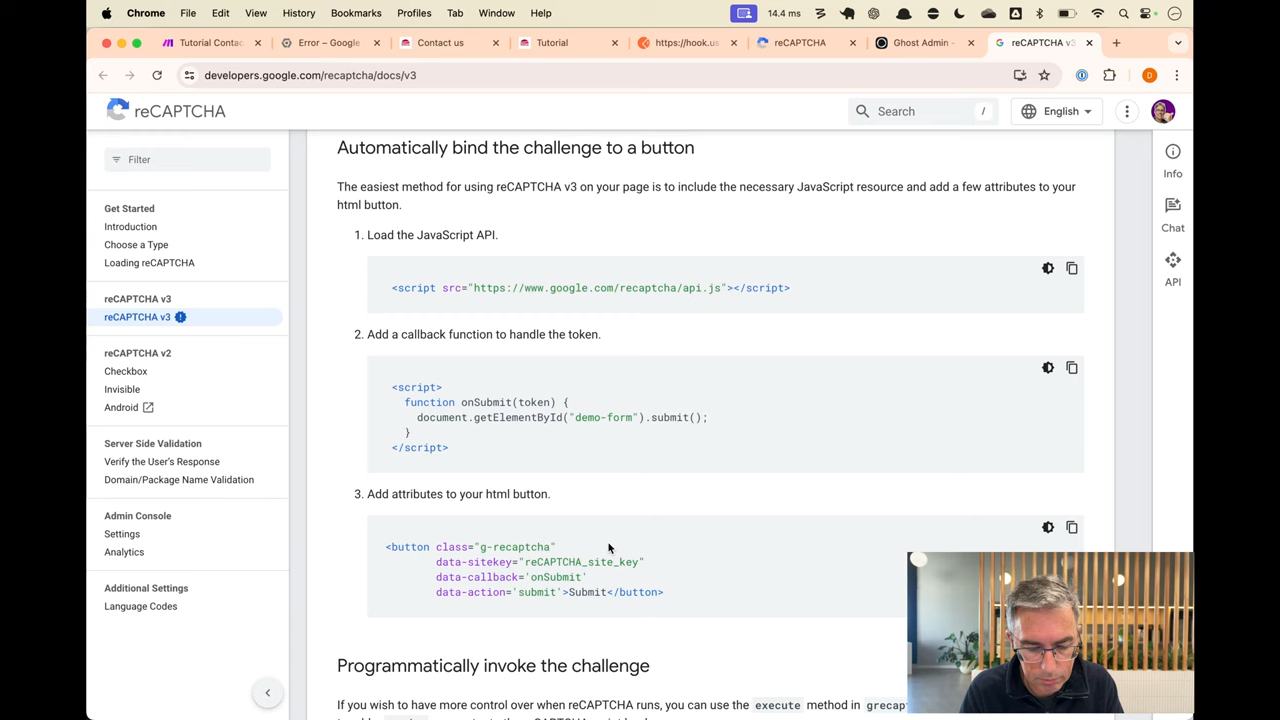 Chrome File Edit View History Bookmarks Profiles Tab Window Help 14.4 ms
Tutorial Contac
Error – Google
Contact us
Tutorial
https://hook.us
reCAPTCHA
Ghost Admin -
reCAPTCHA v3
developers.google.com/recaptcha/docs/v3
D
reCAPTCHA
Search /
English
Filter
Get Started
Introduction
Choose a Type
Loading reCAPTCHA
reCAPTCHA v3
reCAPTCHA v3
reCAPTCHA v2
Checkbox
Invisible
Android
Server Side Validation
Verify the User's Response
Domain/Package Name Validation
Admin Console
Settings
Analytics
Additional Settings
Language Codes
Automatically bind the challenge to a button
The easiest method for using reCAPTCHA v3 on your page is to include the necessary JavaScript resource and add a few attributes to your
html button.
1. Load the JavaScript API.
<script src="https://www.google.com/recaptcha/api.js"></script>
2. Add a callback function to handle the token.
<script>
function onSubmit(token) {
document.getElementById("demo-form").submit();
}
</script>
3. Add attributes to your html button.
<button class="g-recaptcha"
data-sitekey="reCAPTCHA_site_key"
data-callback='onSubmit'
data-action='submit'>Submit</button>
Programmatically invoke the challenge
If you wish to have more control over when reCAPTCHA runs, you can use the execute method in grecap
Info
Chat
API